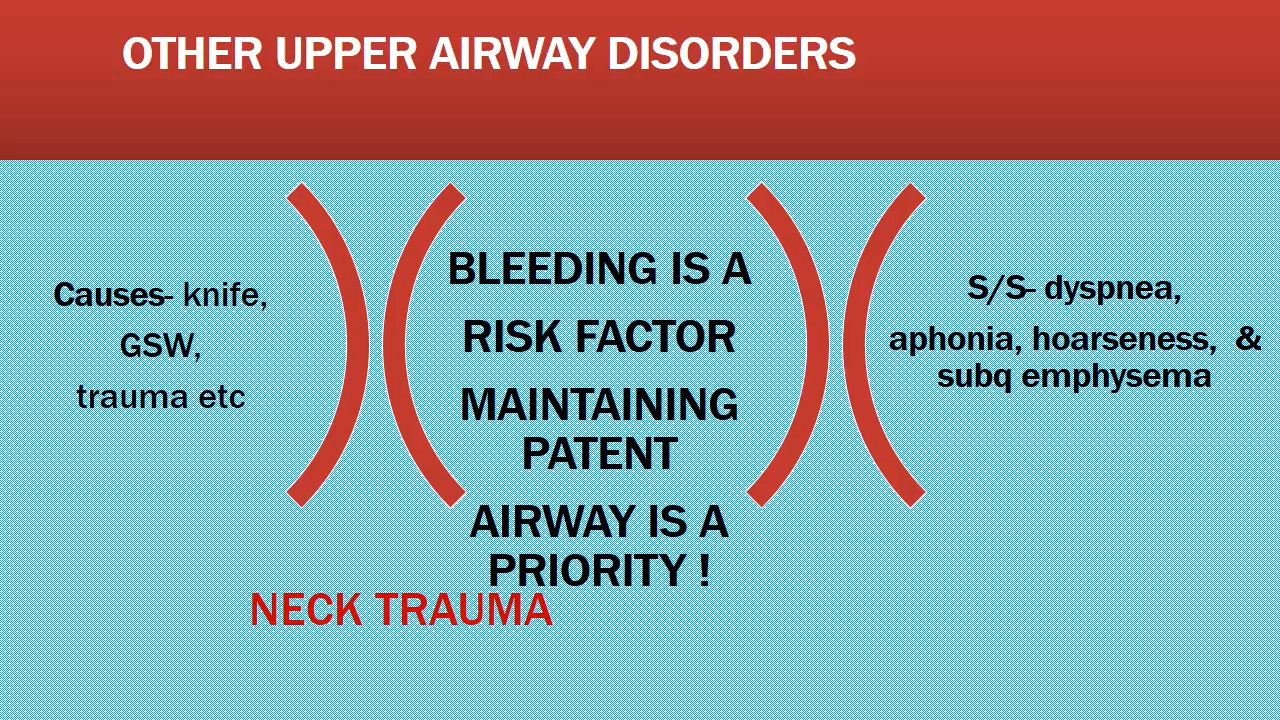 OTHER UPPER AIRWAY DISORDERS
Causes- knife,
GSW,
trauma etc
BLEEDING IS A
RISK FACTOR
MAINTAINING
PATENT
AIRWAY IS A
PRIORITY !
S/S- dyspnea,
aphonia, hoarseness, &
subq emphysema
NECK TRAUMA